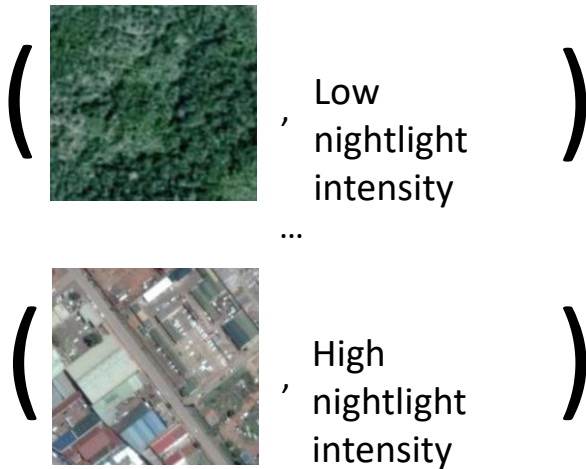 (
, Low
nightlight
intensity
)
…
(
, High
nightlight
intensity
)